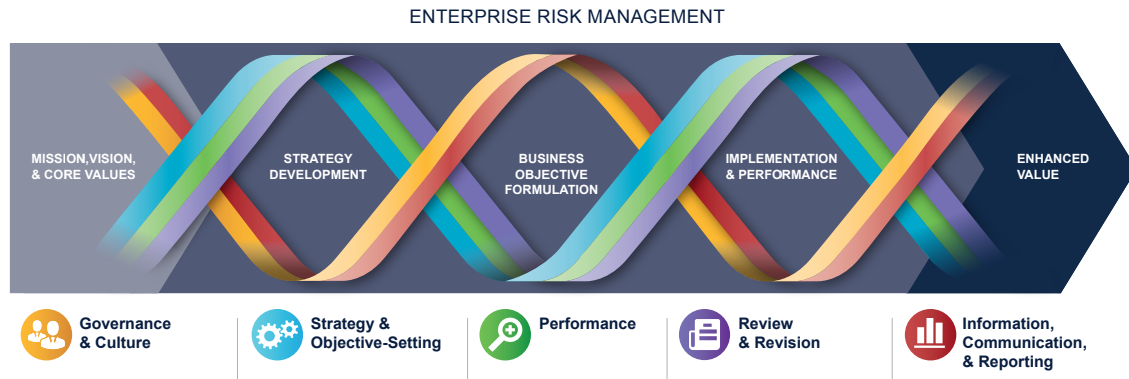 ENTERPRISE RISK MANAGEMENT
MISSION,VISION,
& CORE VALUES
STRATEGY
DEVELOPMENT
BUSINESS
OBJECTIVE
FORMULATION
IMPLEMENTATION
& PERFORMANCE
ENHANCED
VALUE
Governance
& Culture
Strategy &
Objective-Setting
Performance
Review
& Revision
Information,
Communication,
& Reporting